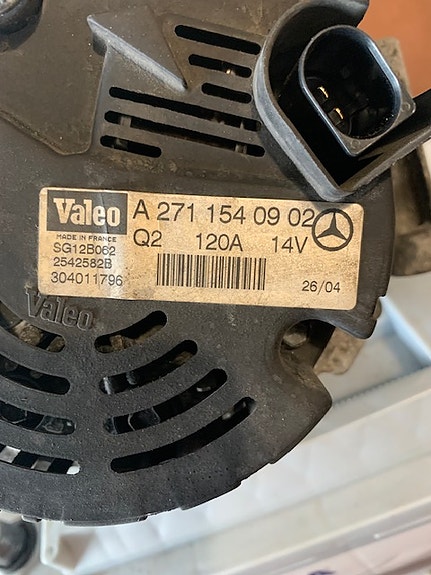 Valeo
A 271 154 09 02
MADE IN FRANCE
Q2 120A 14V
SG12B062
2542582B
304011796
26/04
Valeo